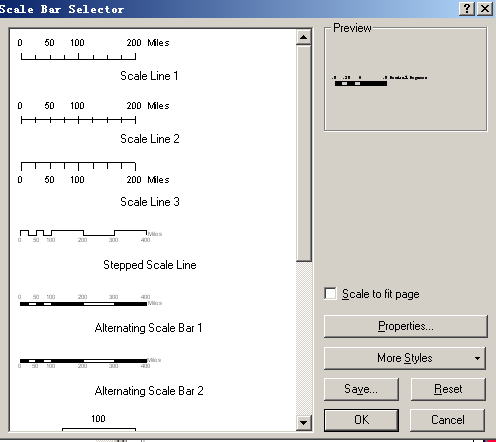 Scale Bar Selector
0 50 100 200 Miles
Scale Line 1
0 50 100 200 Miles
Scale Line 2
0 50 100 200 Miles
Scale Line 3
Miles
0 50 100 200 300 400
Stepped Scale Line
0 50 100 200 300 400
Miles
Alternating Scale Bar 1
Miles
0 50 100 200 300 400
Alternating Scale Bar 2
100
Preview
Decimal Degrees
Scale to fit page
Properties...
More Styles
Save...
Reset
OK
Cancel